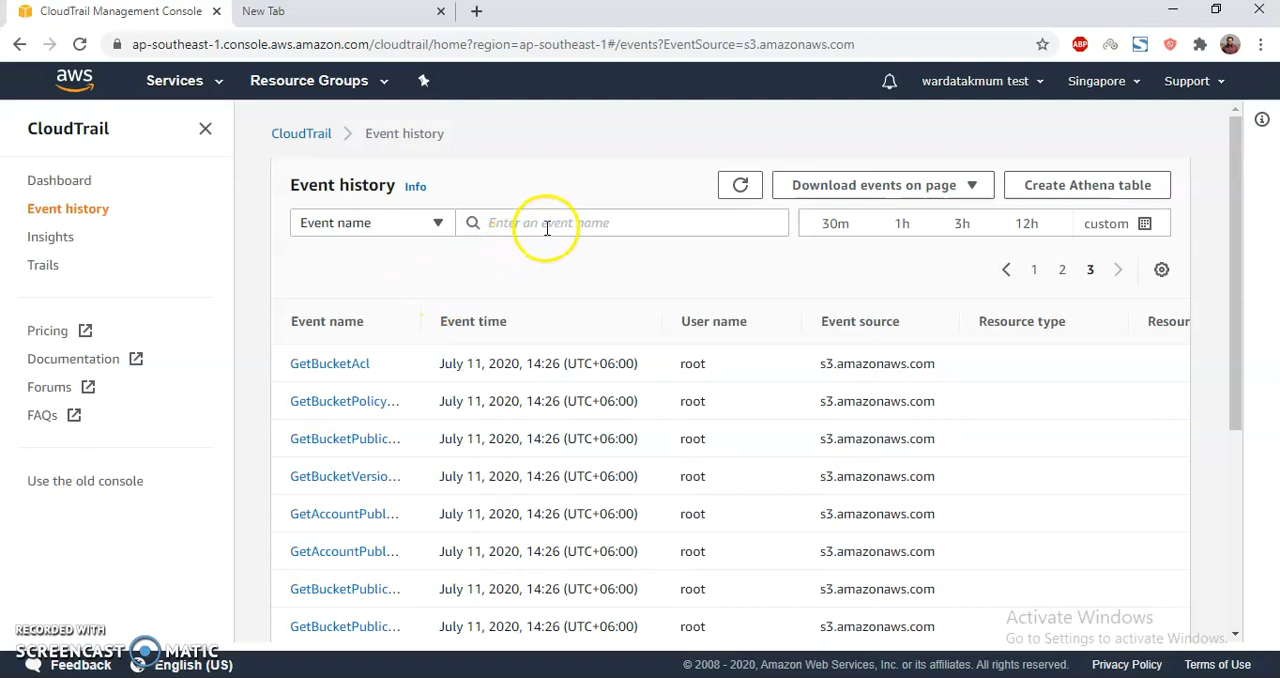 CloudTrail Management Console
New Tab
ap-southeast-1.console.aws.amazon.com/cloudtrail/home?region=ap-southeast-1#/events?EventSource=s3.amazonaws.com
ABP
aws Services Resource Groups wardatakmum test Singapore Support
CloudTrail
Dashboard
Event history
Insights
Trails
Pricing
Documentation
Forums
FAQs
Use the old console
CloudTrail > Event history
Event history Info
Download events on page
Create Athena table
Event name
Enter an event name
30m 1h 3h 12h custom
1 2 3
Event name Event time User name Event source Resource type Resour
GetBucketAcl July 11, 2020, 14:26 (UTC+06:00) root s3.amazonaws.com
GetBucketPolicy... July 11, 2020, 14:26 (UTC+06:00) root s3.amazonaws.com
GetBucketPublic... July 11, 2020, 14:26 (UTC+06:00) root s3.amazonaws.com
GetBucketVersio... July 11, 2020, 14:26 (UTC+06:00) root s3.amazonaws.com
GetAccountPubl... July 11, 2020, 14:26 (UTC+06:00) root s3.amazonaws.com
GetAccountPubl... July 11, 2020, 14:26 (UTC+06:00) root s3.amazonaws.com
GetBucketPublic... July 11, 2020, 14:26 (UTC+06:00) root s3.amazonaws.com
GetBucketPublic... July 11, 2020, 14:26 (UTC+06:00) root s3.amazonaws.com
Activate Windows
Go to Settings to activate Windows.
RECORDED WITH
SCREENCAST MATIC
Feedback English (US)
© 2008 - 2020, Amazon Web Services, Inc. or its affiliates. All rights reserved. Privacy Policy Terms of Use